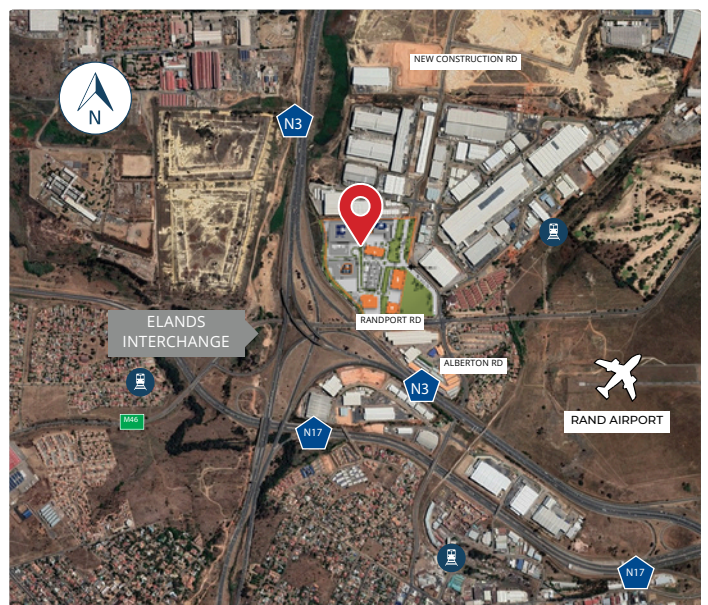 NEW CONSTRUCTION RD
N
N3
RANDPORT RD
ELANDS
INTERCHANGE
ALBERTON RD
N3
RAND AIRPORT
M46
N17
N17